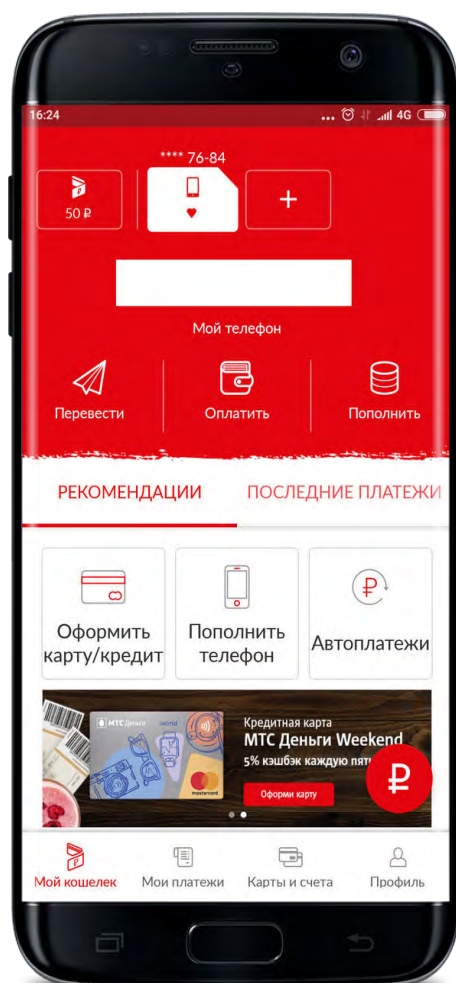 16:24
4G
**** 76-84
50 ₽
+
Мой телефон
Перевести
Оплатить
Пополнить
РЕКОМЕНДАЦИИ
ПОСЛЕДНИЕ ПЛАТЕЖИ
Оформить
карту/кредит
Пополнить
телефон
Автоплатежи
МТС Деньги
world
mastercard
Кредитная карта
МТС Деньги Weekend
5% кэшбэк каждую
Оформи карту
₽
Мой кошелек
Мои платежи
Карты и счета
Профиль